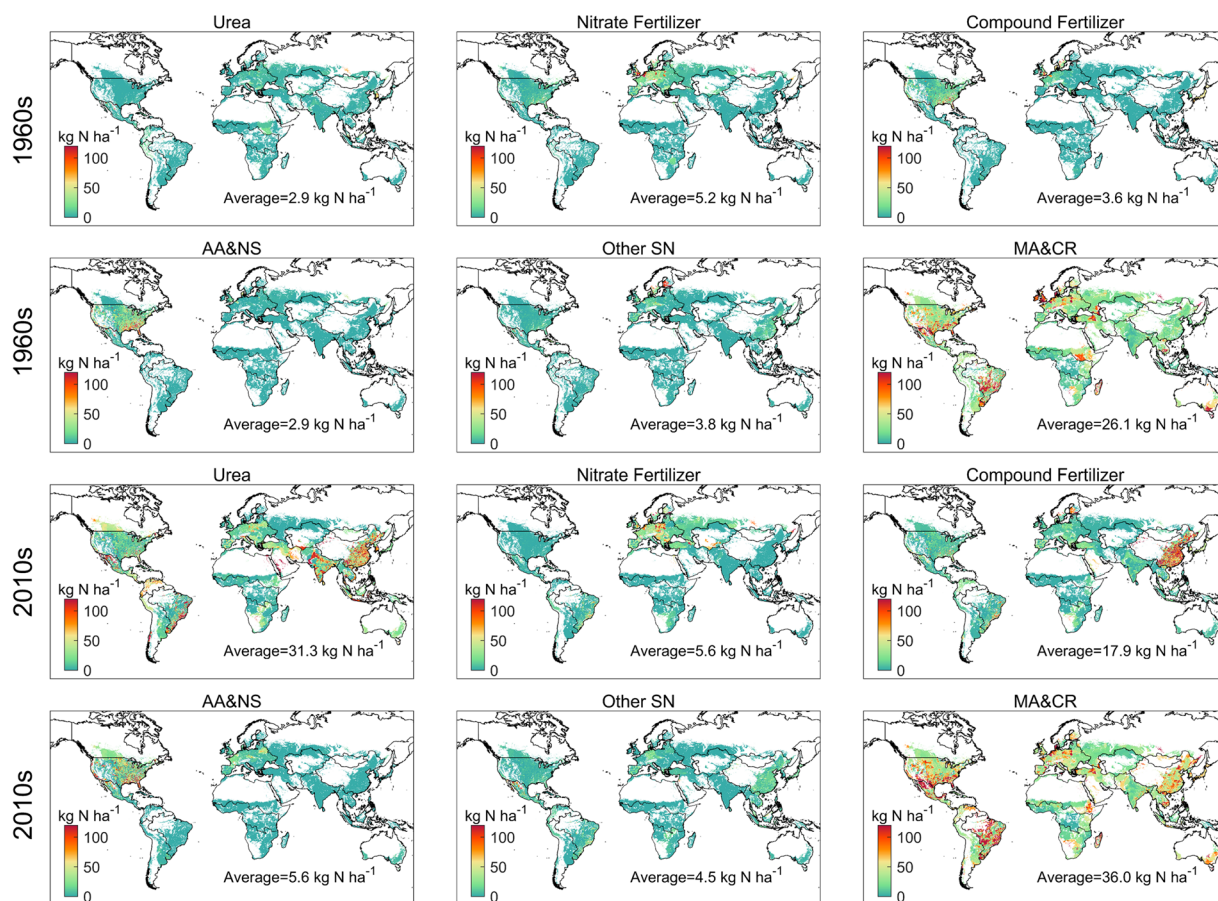 Urea
Nitrate Fertilizer
Compound Fertilizer
1960s
kg N ha⁻¹
100
50
0
Average=2.9 kg N ha⁻¹
kg N ha⁻¹
100
50
0
Average=5.2 kg N ha⁻¹
kg N ha⁻¹
100
50
0
Average=3.6 kg N ha⁻¹
AA&NS
Other SN
MA&CR
1960s
kg N ha⁻¹
100
50
0
Average=2.9 kg N ha⁻¹
kg N ha⁻¹
100
50
0
Average=3.8 kg N ha⁻¹
kg N ha⁻¹
100
50
0
Average=26.1 kg N ha⁻¹
Urea
Nitrate Fertilizer
Compound Fertilizer
2010s
kg N ha⁻¹
100
50
0
Average=31.3 kg N ha⁻¹
kg N ha⁻¹
100
50
0
Average=5.6 kg N ha⁻¹
kg N ha⁻¹
100
50
0
Average=17.9 kg N ha⁻¹
AA&NS
Other SN
MA&CR
2010s
kg N ha⁻¹
100
50
0
Average=5.6 kg N ha⁻¹
kg N ha⁻¹
100
50
0
Average=4.5 kg N ha⁻¹
kg N ha⁻¹
100
50
0
Average=36.0 kg N ha⁻¹